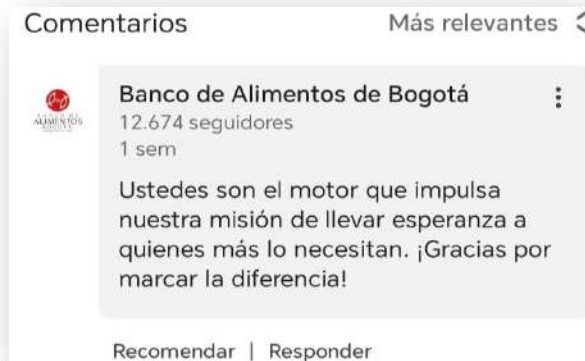 Comentarios
Más relevantes
Banco de Alimentos de Bogotá
12.674 seguidores
1 sem
Ustedes son el motor que impulsa
nuestra misión de llevar esperanza a
quienes más lo necesitan. ¡Gracias por
marcar la diferencia!
Recomendar | Responder
ALIMENTOS